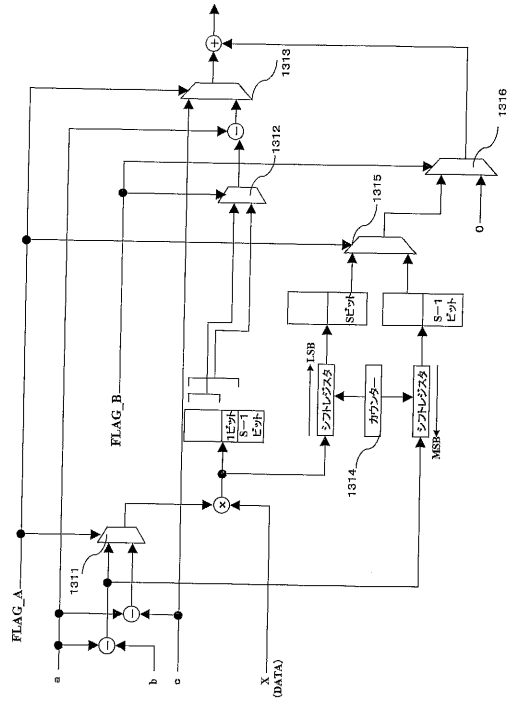 FLAG_A
a
b
c
X
(DATA)
1311
FLAG_B
1ビット
S-1
ビット
1312
1313
LSB
シフトレジスタ
カウンター
1314
シフトレジスタ
MSB
Sビット
S-1
ビット
1315
0
1316